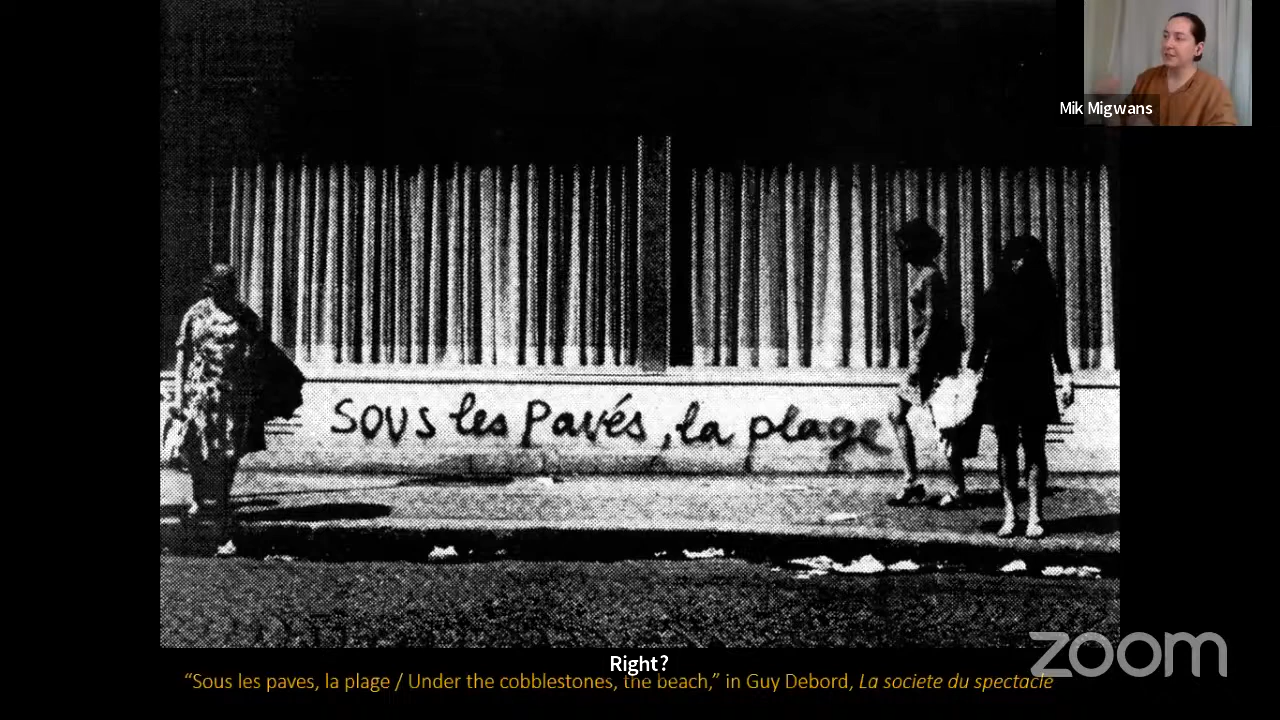 Mik Migwans
sous les Pavés, la plage
zoom
Right?
“Sous les paves, la plage / Under the cobblestones, the beach,” in Guy Debord, La societe du spectacle